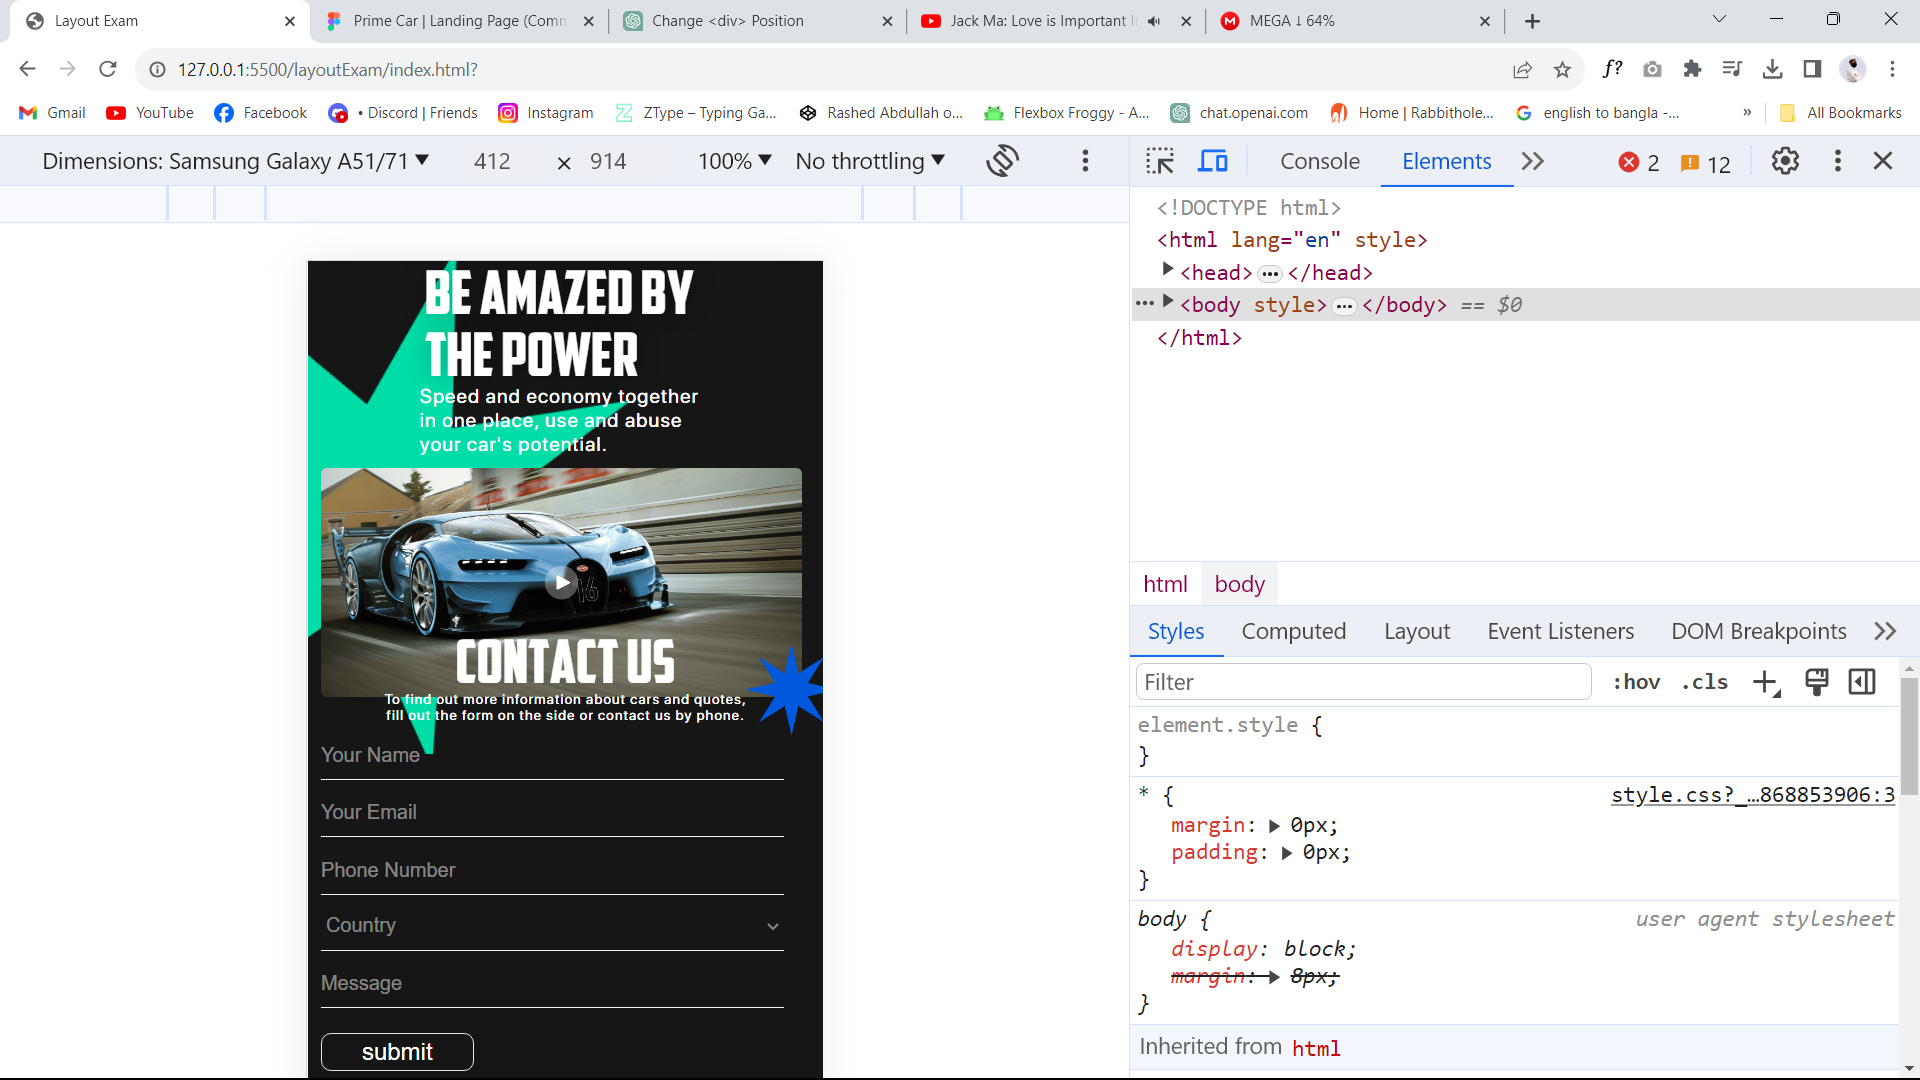 Layout Exam
Prime Car | Landing Page (Comm
Change <div> Position
Jack Ma: Love is Important I
MEGA ↓ 64%
127.0.0.1:5500/layoutExam/index.html?
f?
Gmail
YouTube
Facebook
• Discord | Friends
Instagram
ZType – Typing Ga...
Rashed Abdullah o...
Flexbox Froggy - A...
chat.openai.com
Home | Rabbithole...
english to bangla -...
»
All Bookmarks
Dimensions: Samsung Galaxy A51/71 ▼ 412 × 914 100% ▼ No throttling ▼
Console Elements 2 12
BE AMAZED BY
THE POWER
Speed and economy together
in one place, use and abuse
your car's potential.
16
CONTACT US
To find out more information about cars and quotes,
fill out the form on the side or contact us by phone.
Your Name
Your Email
Phone Number
Country
Message
submit
<!DOCTYPE html>
<html lang="en" style>
<head>…</head>
… <body style>…</body> == $0
</html>
html body
Styles Computed Layout Event Listeners DOM Breakpoints
Filter :hov .cls
element.style {
}
* { style.css?_…868853906:3
margin: 0px;
padding: 0px;
}
body { user agent stylesheet
display: block;
margin: 8px;
}
Inherited from html